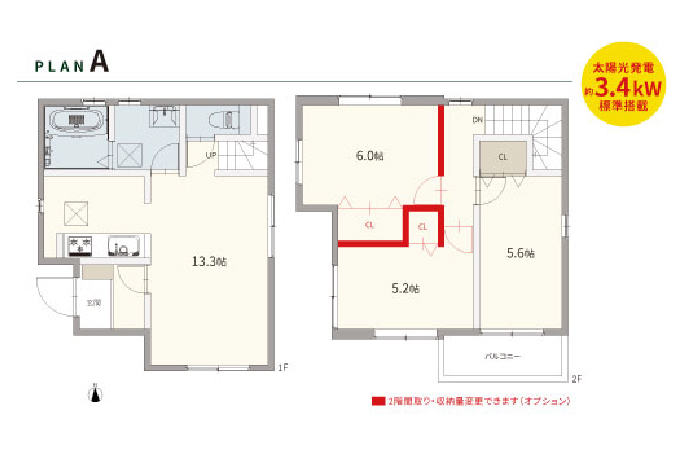 PLAN A
太陽光発電
約3.4kW
標準搭載
UP
13.3帖
玄関
1F
N
DN
6.0帖
CL
CL
CL
5.6帖
5.2帖
バルコニー
2F
2階間取り・収納量変更できます（オプション）